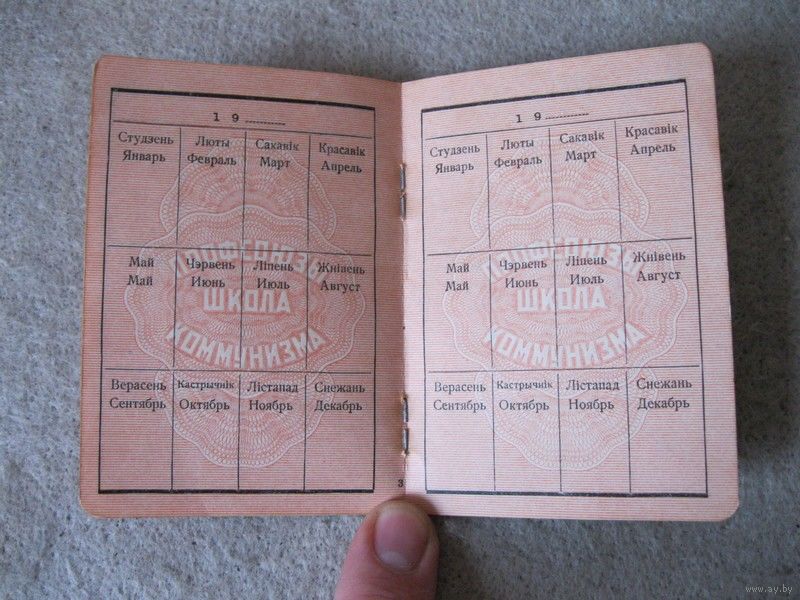 1 9
Студзень Люты Сакавік Красавік
Январь Февраль Март Апрель
Май Чэрвень Ліпень Жнівень
Май Июнь Июль Август
Верасень Кастрычнік Лістапад Снежань
Сентябрь Октябрь Ноябрь Декабрь
ПРОФСОЮЗЫ
ШКОЛА
КОММУНИЗМА
3
1 9
Студзень Люты Сакавік Красавік
Январь Февраль Март Апрель
Май Чэрвень Ліпень Жнівень
Май Июнь Июль Август
Верасень Кастрычнік Лістапад Снежань
Сентябрь Октябрь Ноябрь Декабрь
ПРОФСОЮЗЫ
ШКОЛА
КОММУНИЗМА
www.ay.by